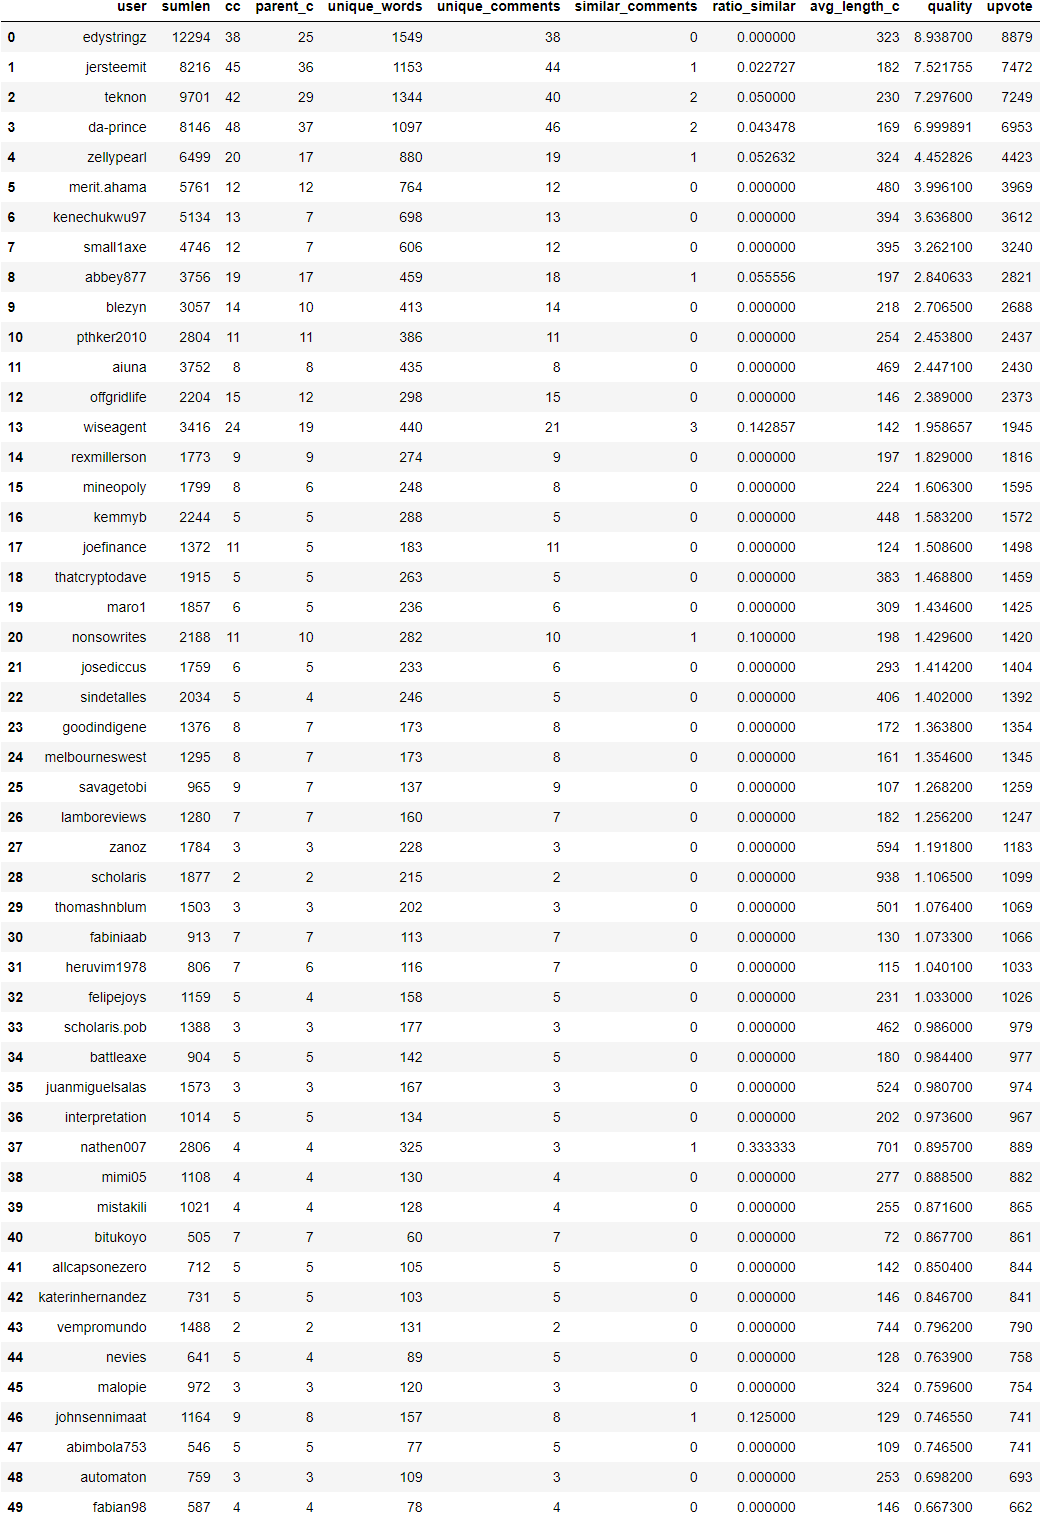 user sumlen cc parent_c unique_words unique_comments similar_comments ratio_similar avg_length_c quality upvote
0 edystringz 12294 38 25 1549 38 0 0.000000 323 8.938700 8879
1 jersteemit 8216 45 36 1153 44 1 0.022727 182 7.521755 7472
2 teknon 9701 42 29 1344 40 2 0.050000 230 7.297600 7249
3 da-prince 8146 48 37 1097 46 2 0.043478 169 6.999891 6953
4 zellypearl 6499 20 17 880 19 1 0.052632 324 4.452826 4423
5 merit.ahama 5761 12 12 764 12 0 0.000000 480 3.996100 3969
6 kenechukwu97 5134 13 7 698 13 0 0.000000 394 3.636800 3612
7 small1axe 4746 12 7 606 12 0 0.000000 395 3.262100 3240
8 abbey877 3756 19 17 459 18 1 0.055556 197 2.840633 2821
9 blezyn 3057 14 10 413 14 0 0.000000 218 2.706500 2688
10 pthker2010 2804 11 11 386 11 0 0.000000 254 2.453800 2437
11 aiuna 3752 8 8 435 8 0 0.000000 469 2.447100 2430
12 offgridlife 2204 15 12 298 15 0 0.000000 146 2.389000 2373
13 wiseagent 3416 24 19 440 21 3 0.142857 142 1.958657 1945
14 rexmillerson 1773 9 9 274 9 0 0.000000 197 1.829000 1816
15 mineopoly 1799 8 6 248 8 0 0.000000 224 1.606300 1595
16 kemmyb 2244 5 5 288 5 0 0.000000 448 1.583200 1572
17 joefinance 1372 11 5 183 11 0 0.000000 124 1.508600 1498
18 thatcryptodave 1915 5 5 263 5 0 0.000000 383 1.468800 1459
19 maro1 1857 6 5 236 6 0 0.000000 309 1.434600 1425
20 nonsowrites 2188 11 10 282 10 1 0.100000 198 1.429600 1420
21 josediccus 1759 6 5 233 6 0 0.000000 293 1.414200 1404
22 sindetalles 2034 5 4 246 5 0 0.000000 406 1.402000 1392
23 goodindigene 1376 8 7 173 8 0 0.000000 172 1.363800 1354
24 melbourneswest 1295 8 7 173 8 0 0.000000 161 1.354600 1345
25 savagetobi 965 9 7 137 9 0 0.000000 107 1.268200 1259
26 lamboreviews 1280 7 7 160 7 0 0.000000 182 1.256200 1247
27 zanoz 1784 3 3 228 3 0 0.000000 594 1.191800 1183
28 scholaris 1877 2 2 215 2 0 0.000000 938 1.106500 1099
29 thomashnblum 1503 3 3 202 3 0 0.000000 501 1.076400 1069
30 fabiniaab 913 7 7 113 7 0 0.000000 130 1.073300 1066
31 heruvim1978 806 7 6 116 7 0 0.000000 115 1.040100 1033
32 felipejoys 1159 5 4 158 5 0 0.000000 231 1.033000 1026
33 scholaris.pob 1388 3 3 177 3 0 0.000000 462 0.986000 979
34 battleaxe 904 5 5 142 5 0 0.000000 180 0.984400 977
35 juanmiguelsalas 1573 3 3 167 3 0 0.000000 524 0.980700 974
36 interpretation 1014 5 5 134 5 0 0.000000 202 0.973600 967
37 nathen007 2806 4 4 325 3 1 0.333333 701 0.895700 889
38 mimi05 1108 4 4 130 4 0 0.000000 277 0.888500 882
39 mistakili 1021 4 4 128 4 0 0.000000 255 0.871600 865
40 bitukoyo 505 7 7 60 7 0 0.000000 72 0.867700 861
41 allcapsonezero 712 5 5 105 5 0 0.000000 142 0.850400 844
42 katerinhernandez 731 5 5 103 5 0 0.000000 146 0.846700 841
43 vempromundo 1488 2 2 131 2 0 0.000000 744 0.796200 790
44 nevies 641 5 4 89 5 0 0.000000 128 0.763900 758
45 malopie 972 3 3 120 3 0 0.000000 324 0.759600 754
46 johnsennimaat 1164 9 8 157 8 1 0.125000 129 0.746550 741
47 abimbola753 546 5 5 77 5 0 0.000000 109 0.746500 741
48 automaton 759 3 3 109 3 0 0.000000 253 0.698200 693
49 fabian98 587 4 4 78 4 0 0.000000 146 0.667300 662